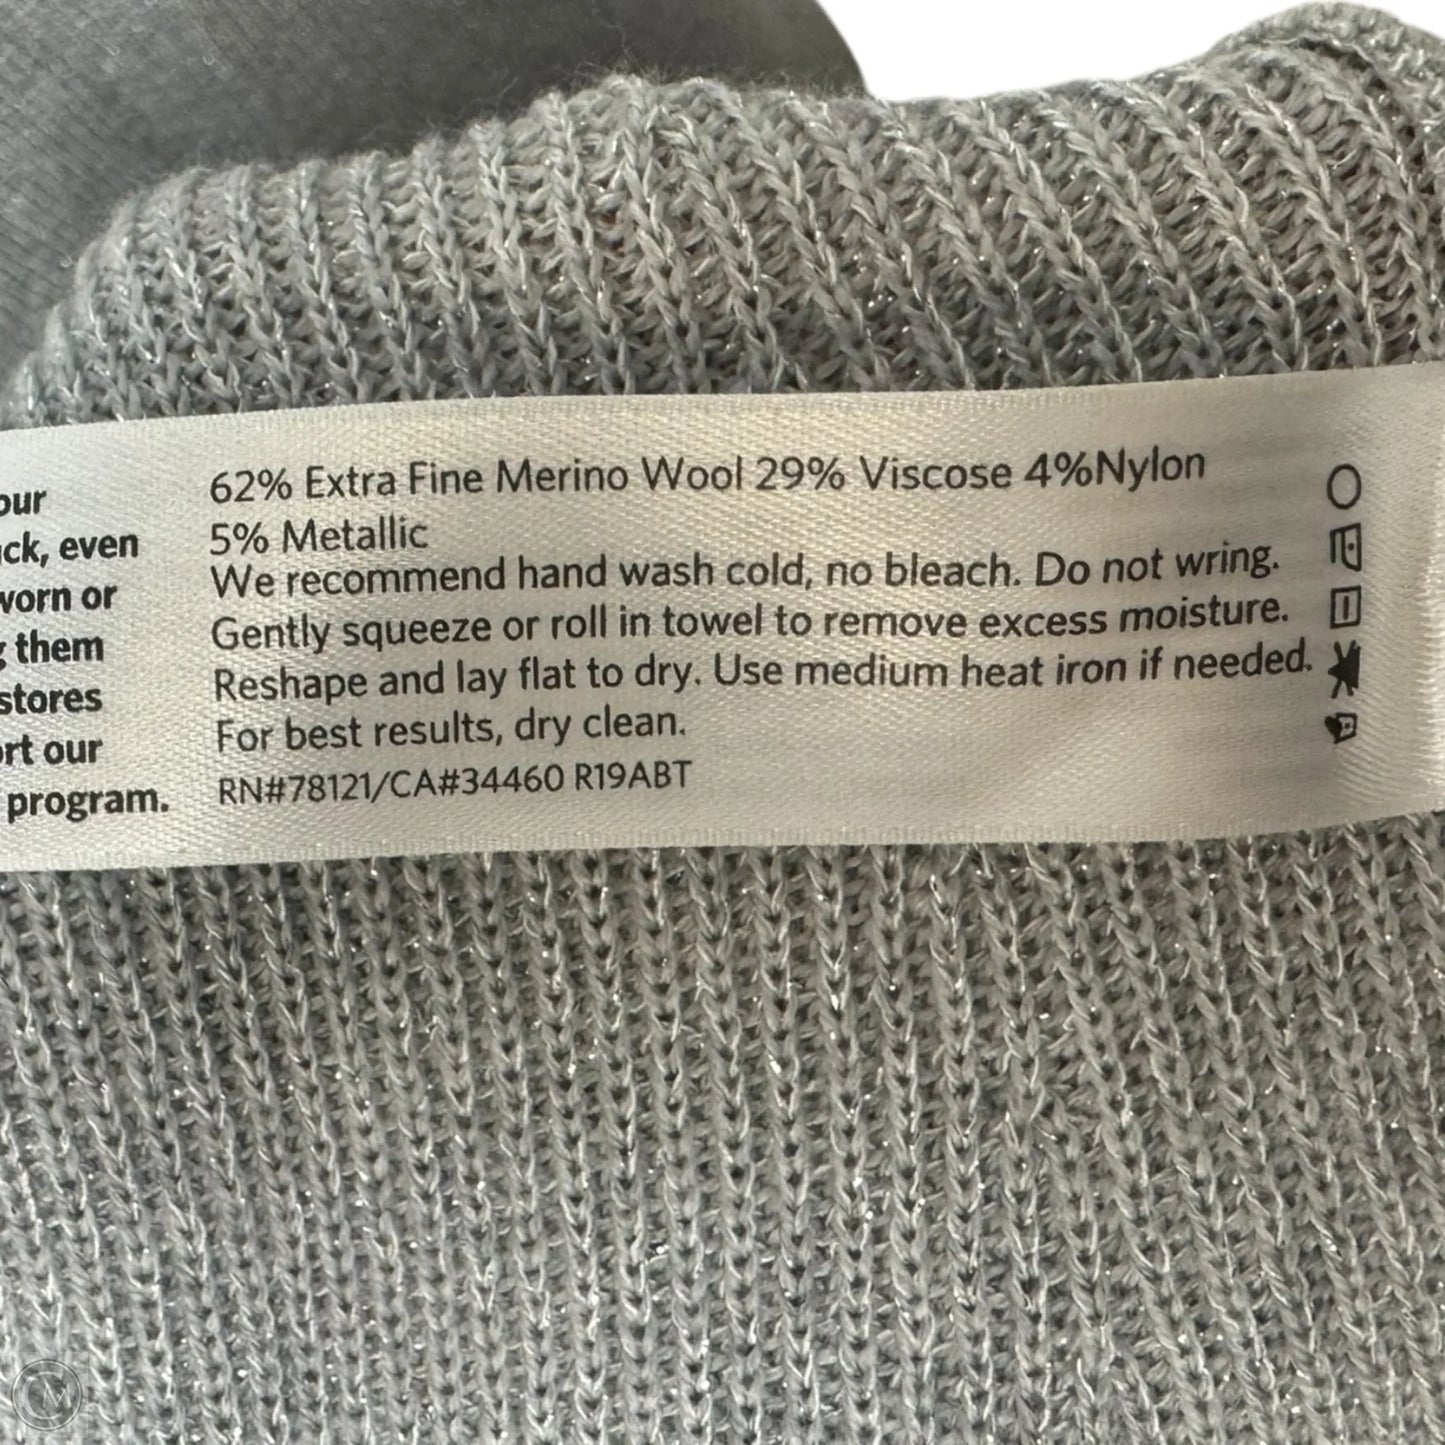 our
ck, even
worn or
them
stores
ort our
program.
62% Extra Fine Merino Wool 29% Viscose 4%Nylon
5% Metallic
We recommend hand wash cold, no bleach. Do not wring.
Gently squeeze or roll in towel to remove excess moisture.
Reshape and lay flat to dry. Use medium heat iron if needed.
For best results, dry clean.
RN#78121/CA#34460 R19ABT